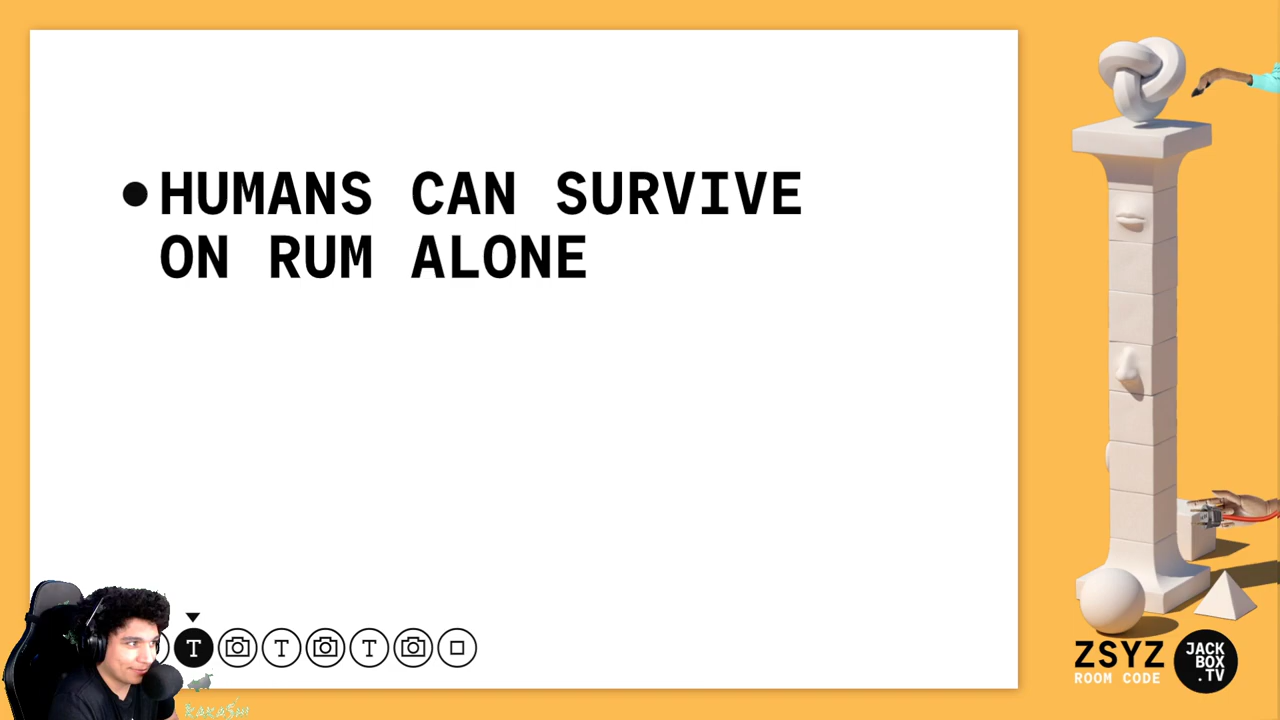 HUMANS CAN SURVIVE
ON RUM ALONE
T
T
T
ZSYZ
ROOM CODE
JACK
BOX
.TV